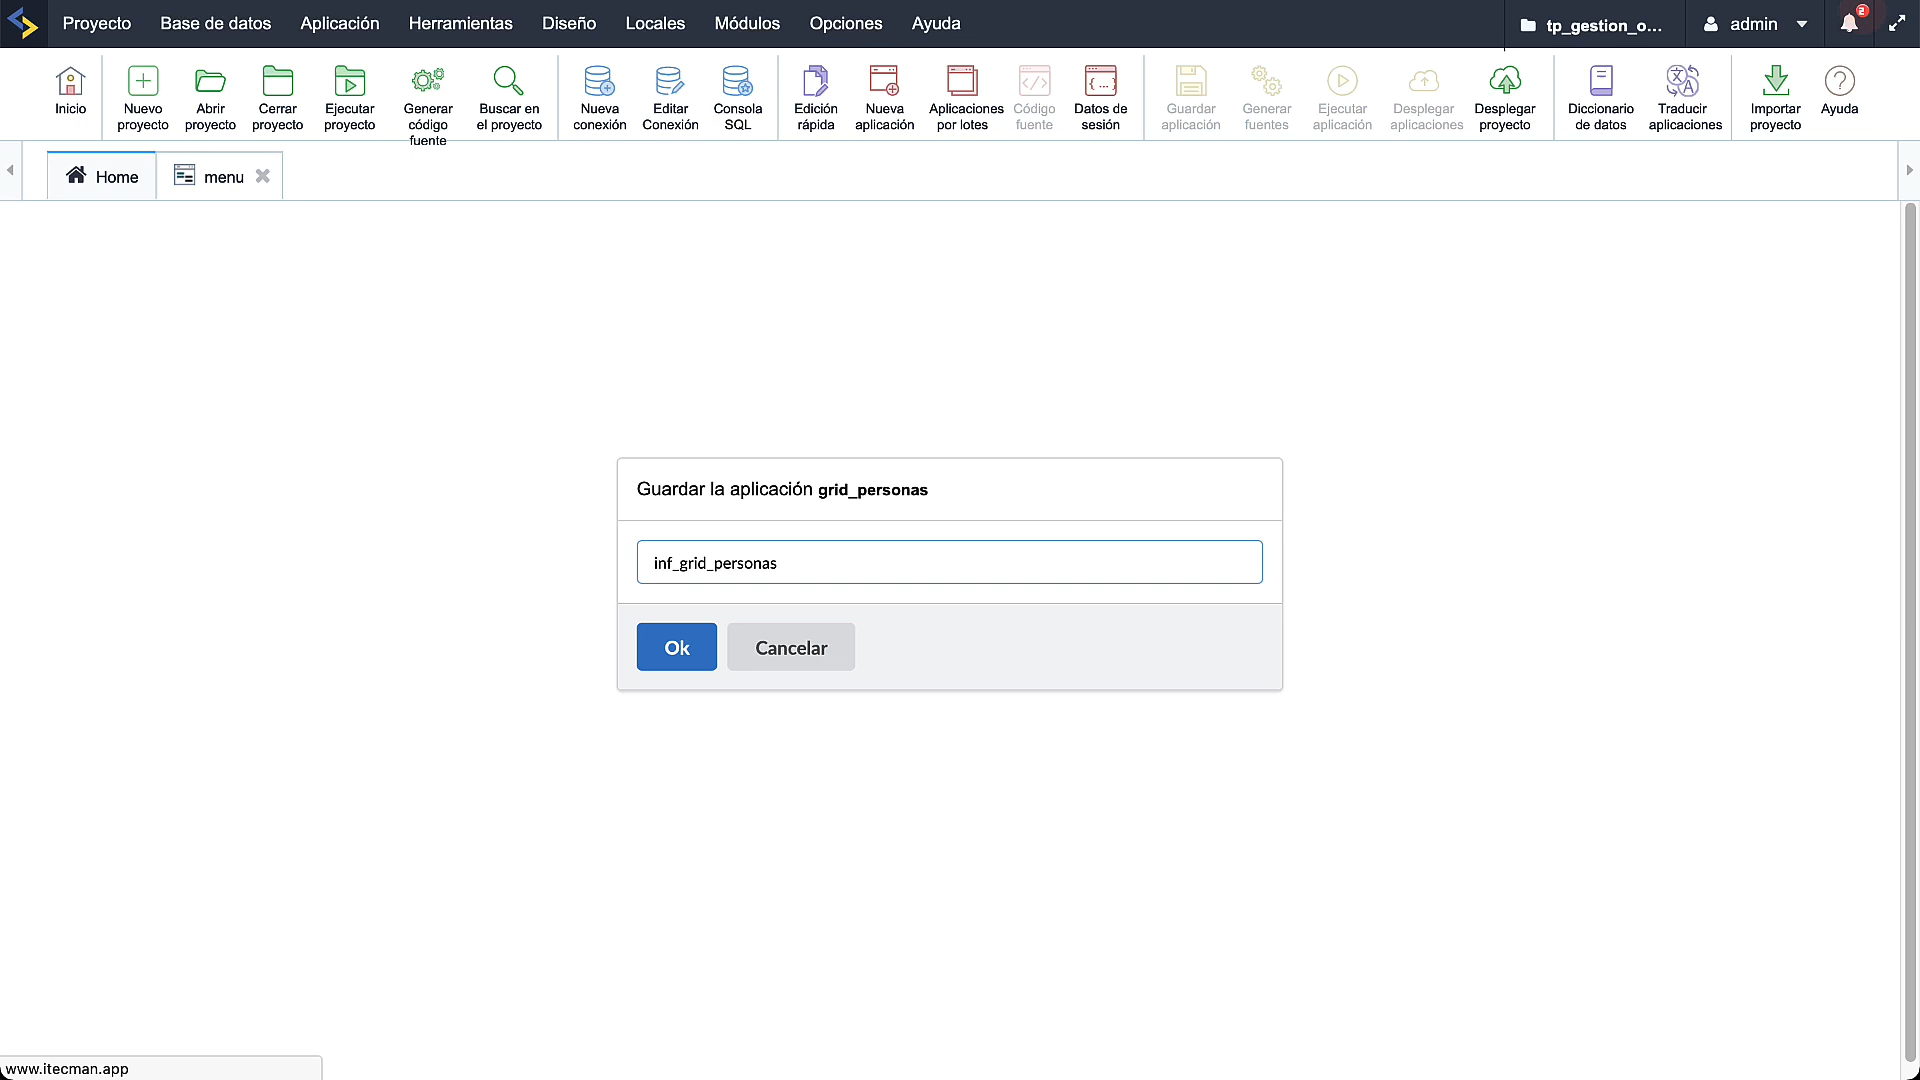 Proyecto Base de datos Aplicación Herramientas Diseño Locales Módulos Opciones Ayuda tp_gestion_o... admin 2
Inicio
Nuevo proyecto
Abrir proyecto
Cerrar proyecto
Ejecutar proyecto
Generar código fuente
Buscar en el proyecto
Nueva conexión
Editar Conexión
Consola SQL
Edición rápida
Nueva aplicación
Aplicaciones por lotes
Código fuente
Datos de sesión
Guardar aplicación
Generar fuentes
Ejecutar aplicación
Desplegar aplicaciones
Desplegar proyecto
Diccionario de datos
Traducir aplicaciones
Importar proyecto
Ayuda
Home menu
Guardar la aplicación grid_personas
inf_grid_personas
Ok Cancelar
www.itecman.app